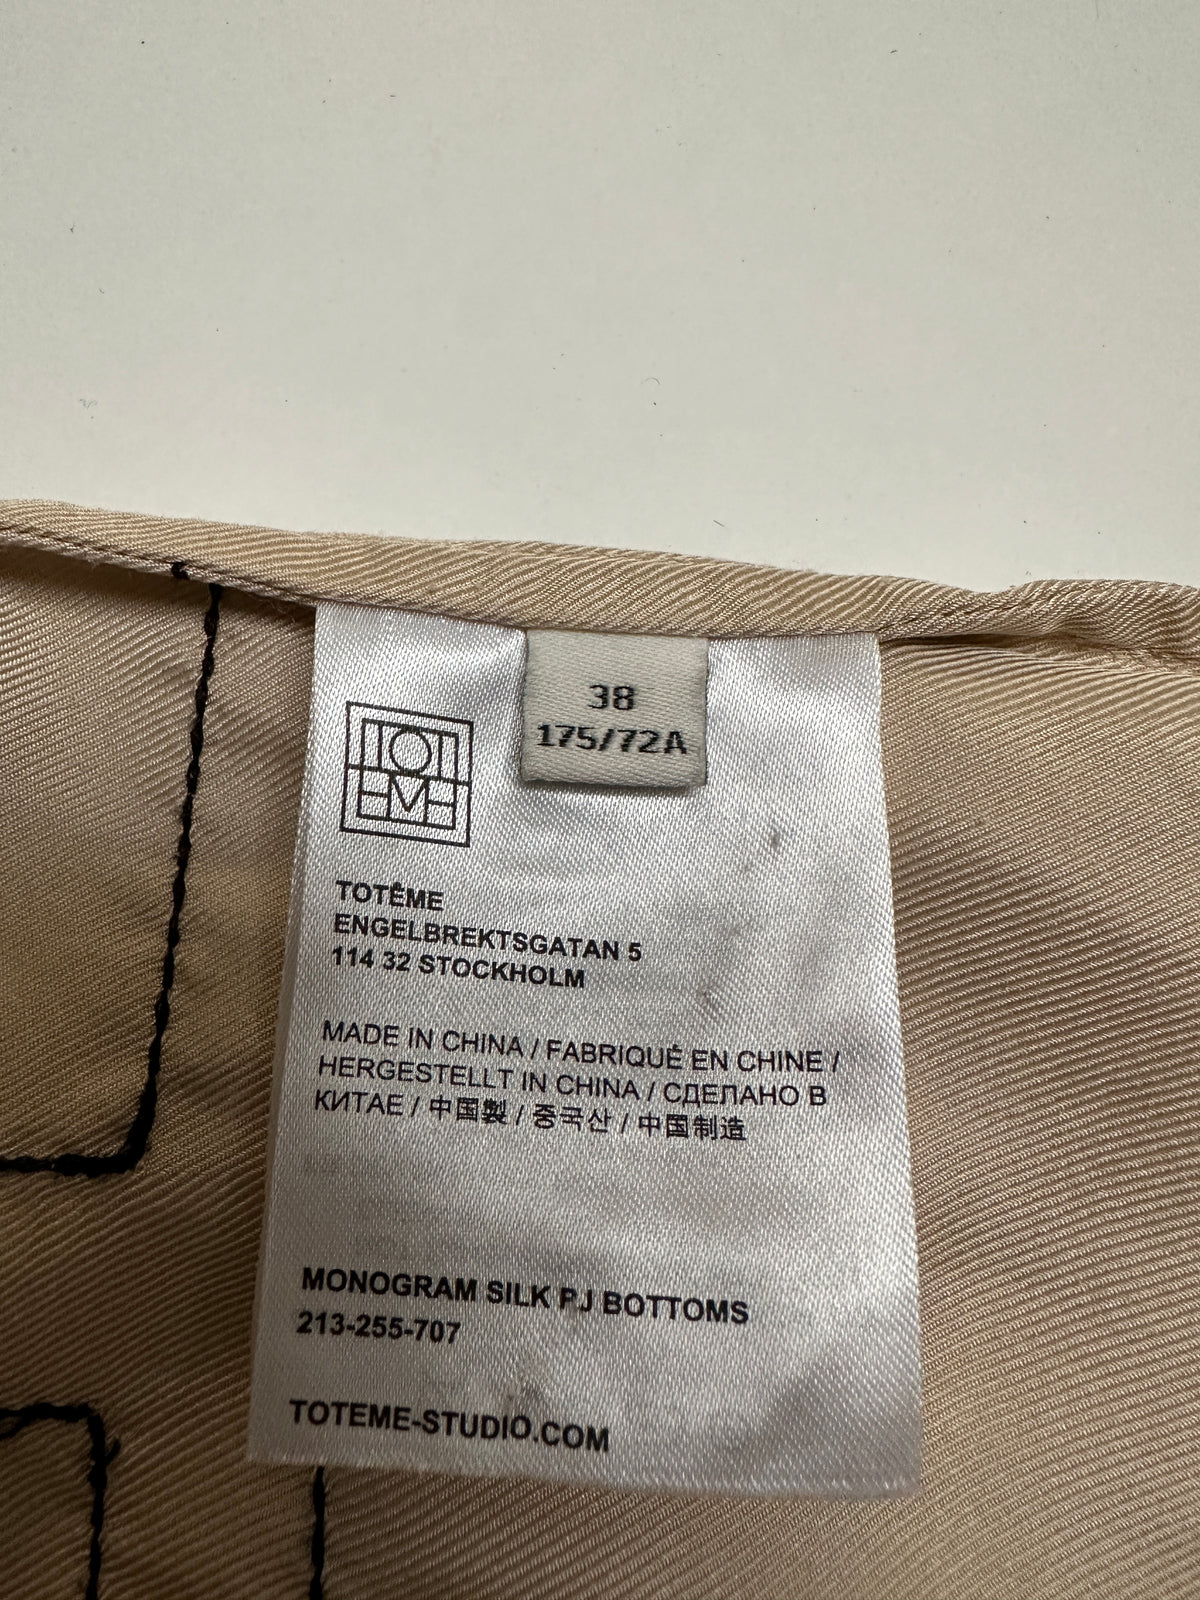 38
175/72A
TOTÊME
TOTÊME
ENGELBREKTSGATAN 5
114 32 STOCKHOLM
MADE IN CHINA / FABRIQUÉ EN CHINE /
HERGESTELLT IN CHINA / СДЕЛАНО В
КИТАЕ / 中国製 / 중국산 / 中国制造
MONOGRAM SILK PJ BOTTOMS
213-255-707
TOTEME-STUDIO.COM